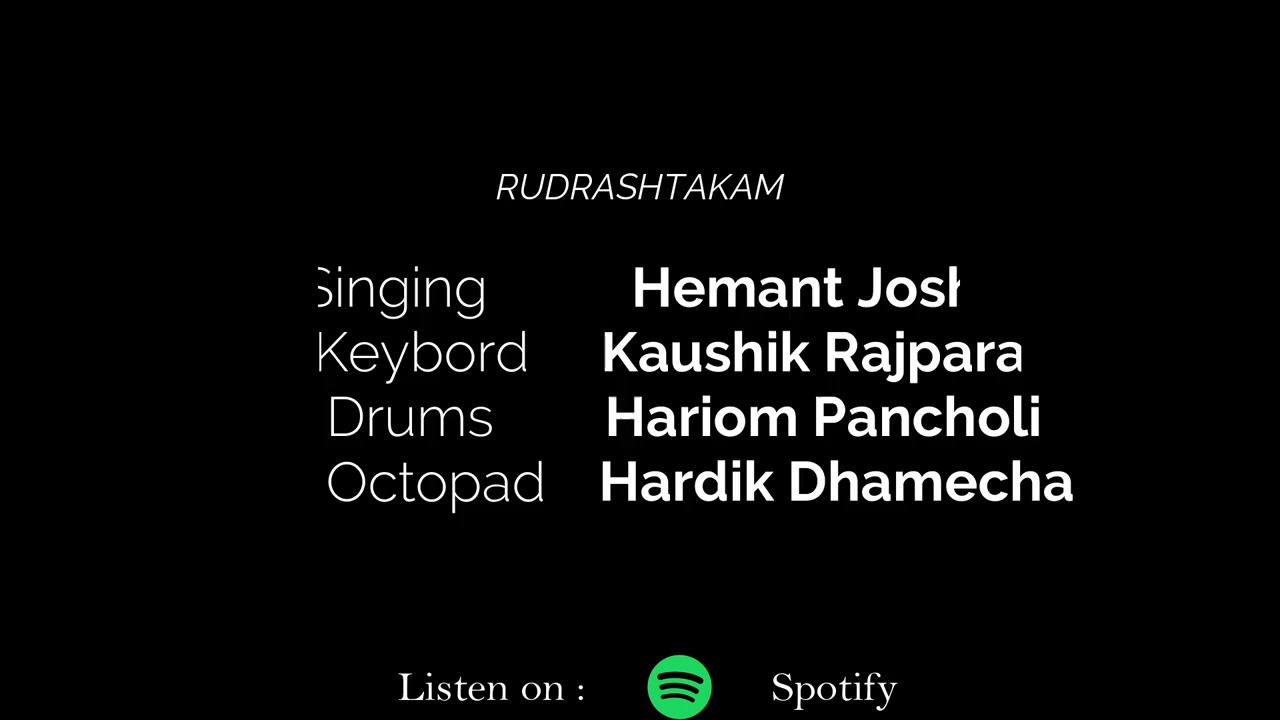 RUDRASHTAKAM
Singing Hemant Josh
Keybord Kaushik Rajpara
Drums Hariom Pancholi
Octopad Hardik Dhamecha
Listen on : Spotify